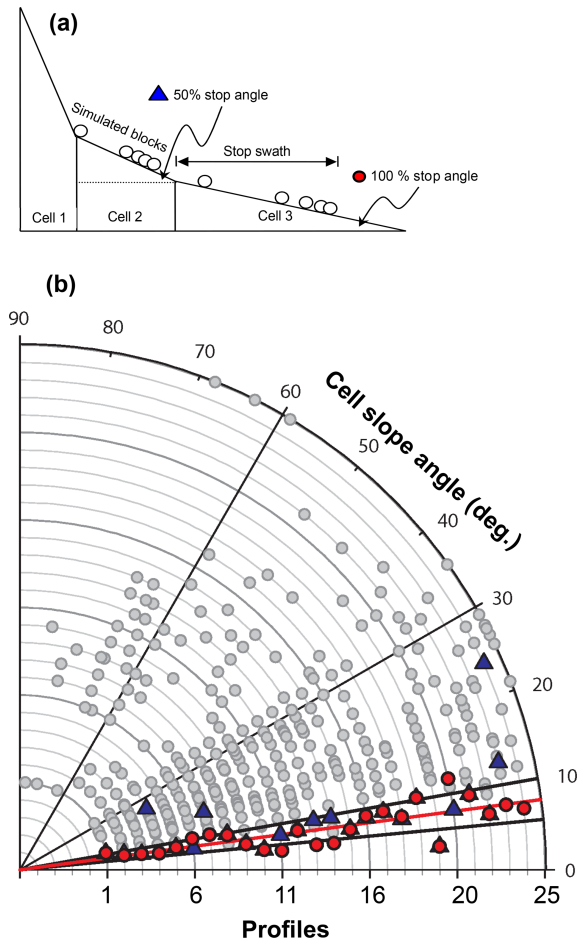 (a)
50% stop angle
Simulated blocks
Stop swath
100 % stop angle
Cell 1
Cell 2
Cell 3
(b)
90
80
70
60
50
40
30
20
10
0
Cell slope angle (deg.)
1 6 11 16 20 25
Profiles